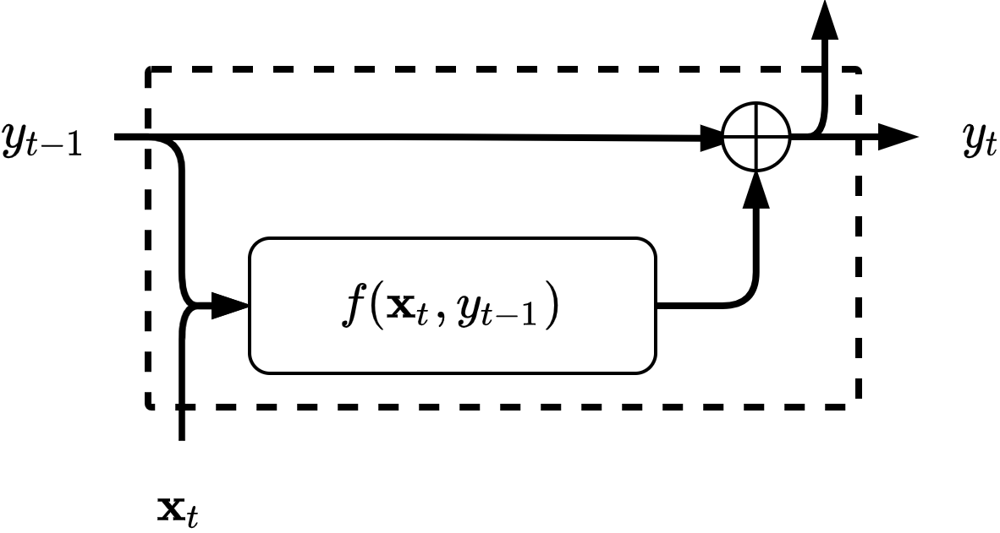 y_{t-1}
y_t
f(𝐱_t, y_{t-1})
𝐱_t